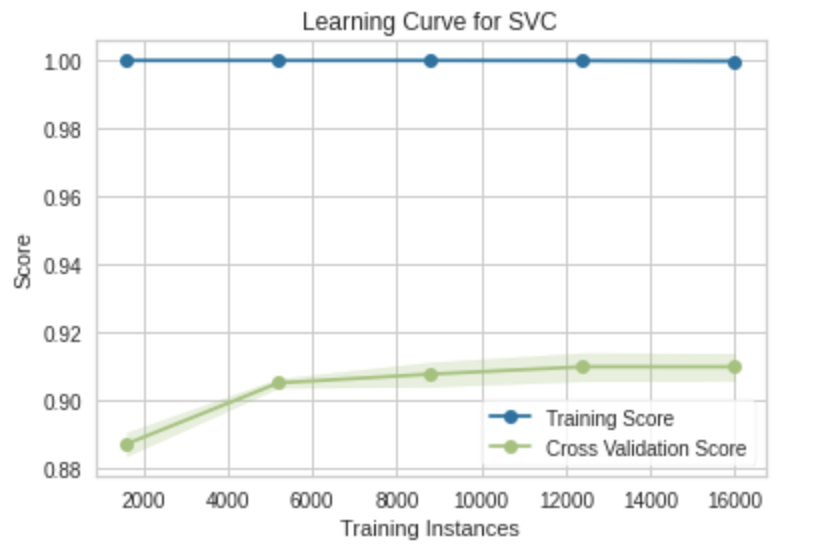 Learning Curve for SVC
1.00
0.98
0.96
0.94
0.92
0.90
0.88
Score
Training Score
Cross Validation Score
2000 4000 6000 8000 10000 12000 14000 16000
Training Instances